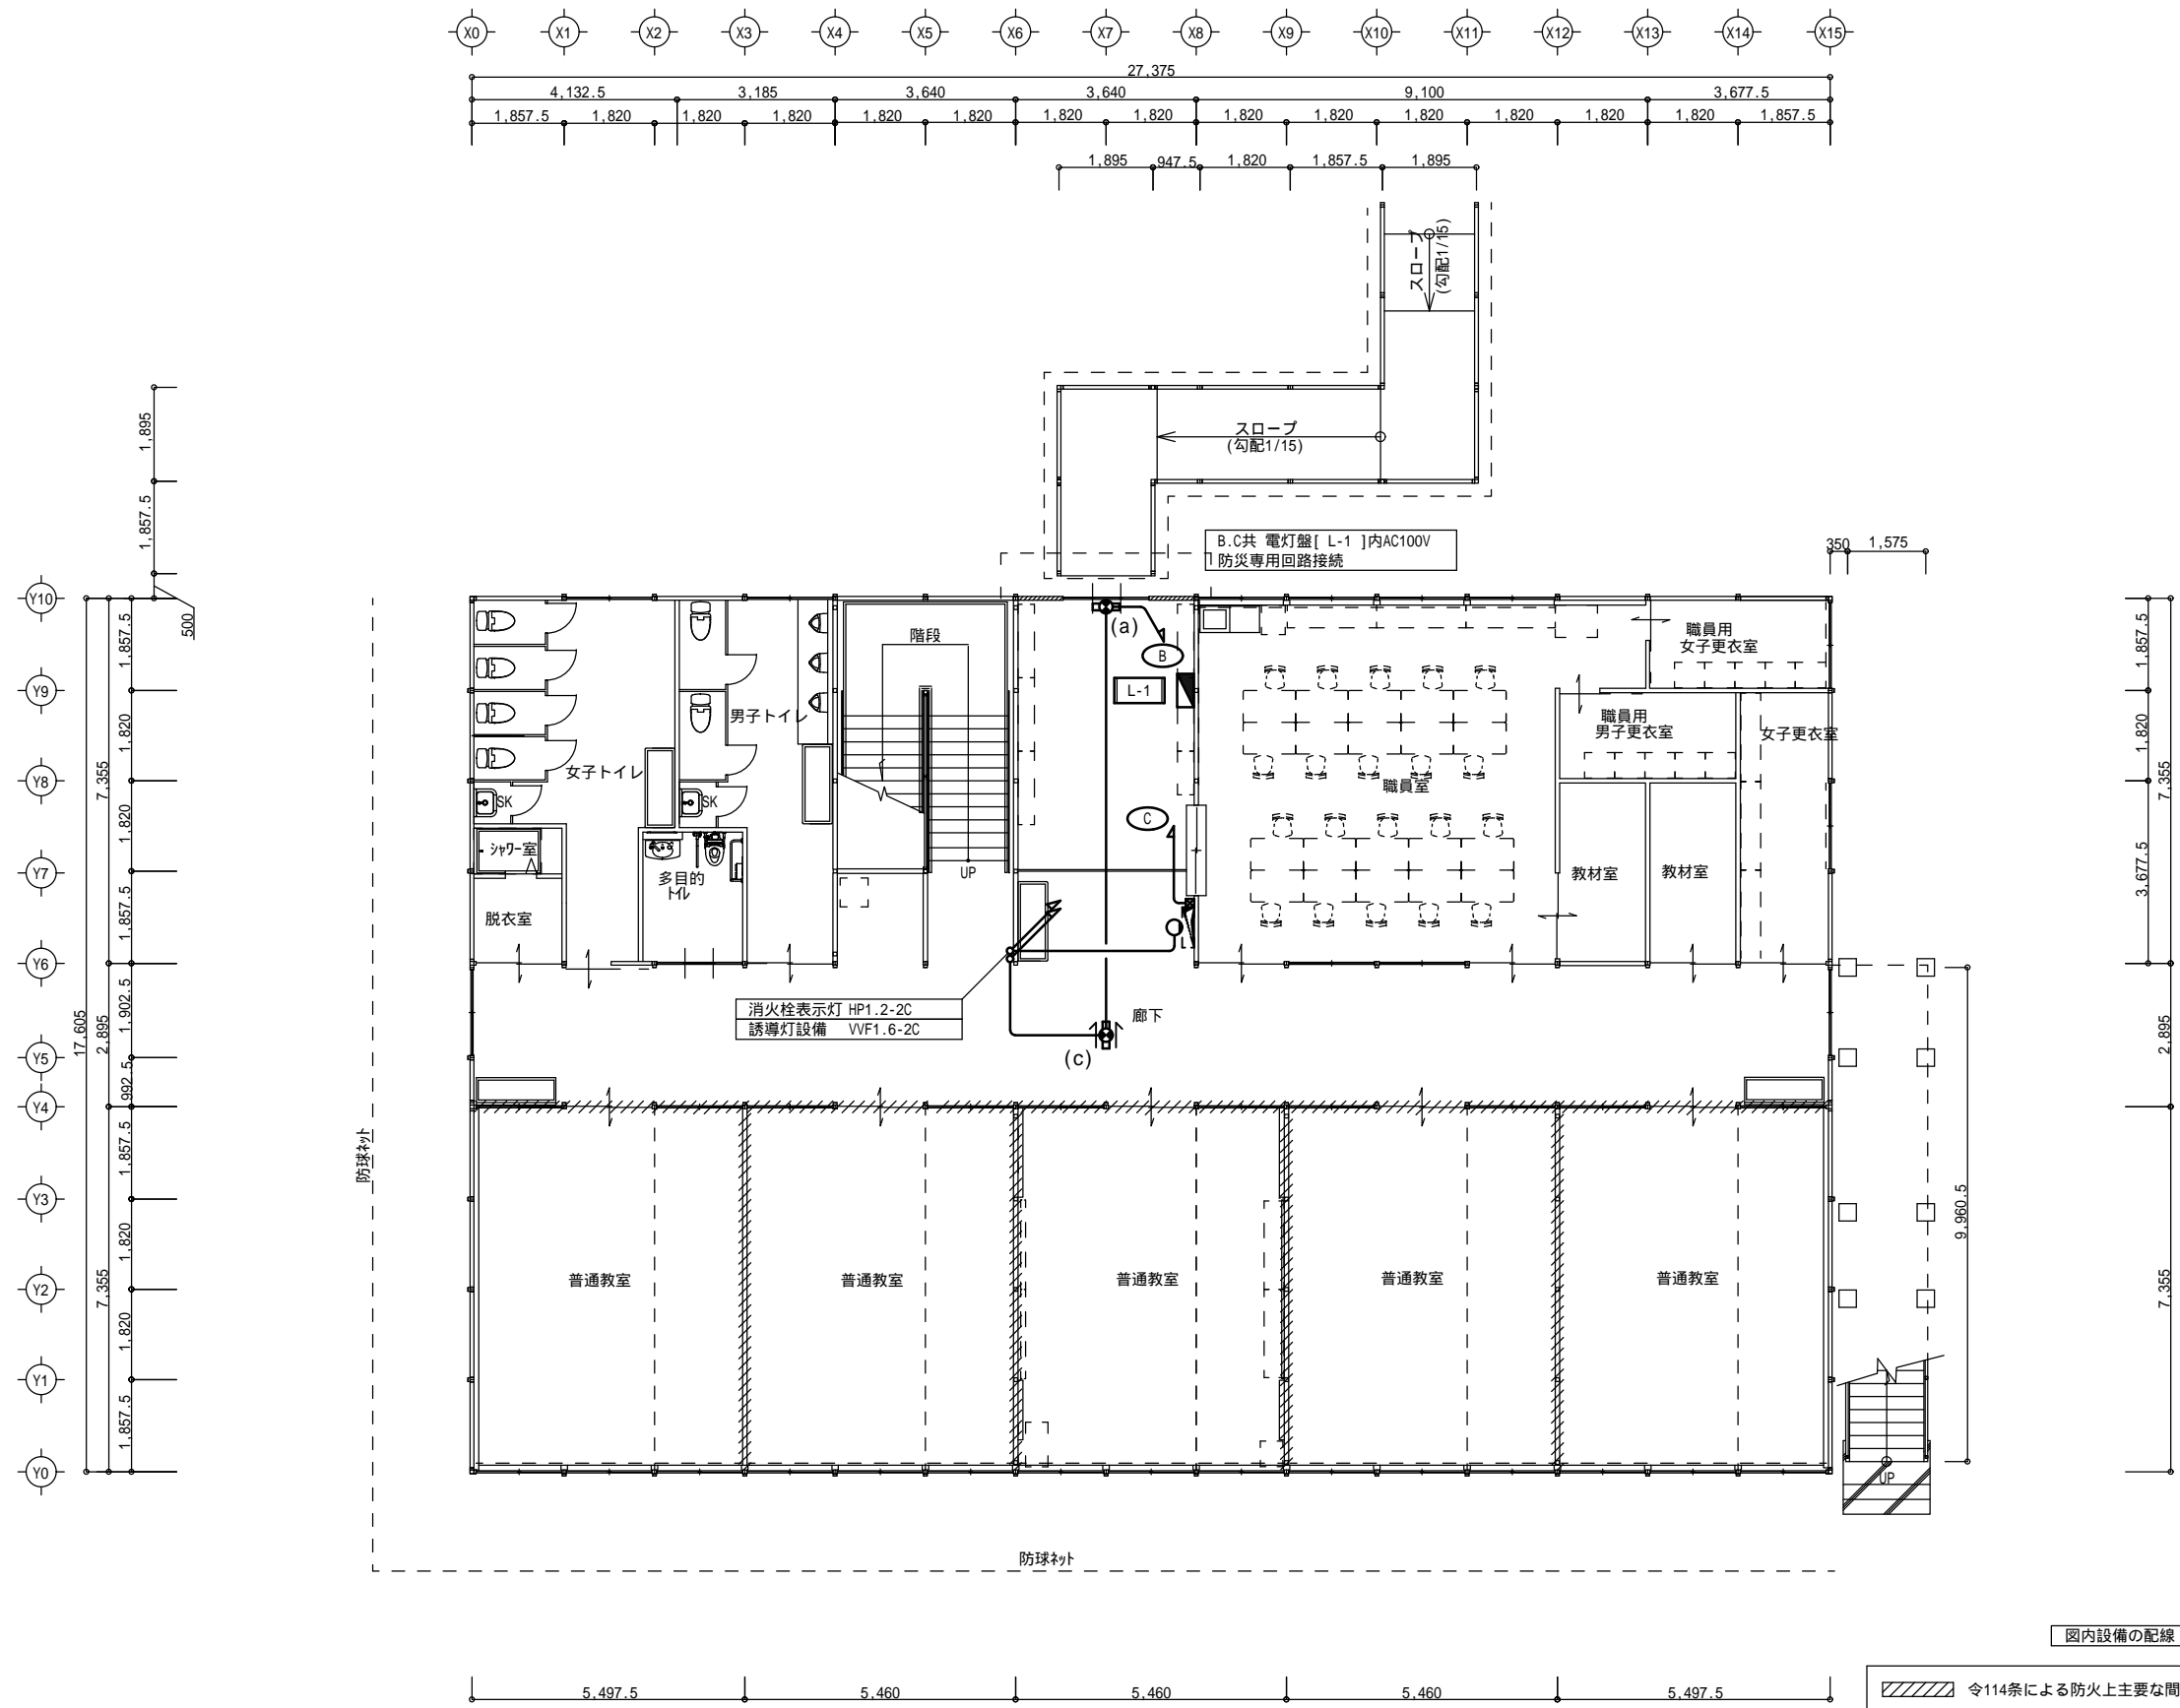 X0 X1 X2 X3 X4 X5 X6 X7 X8 X9 X10 X11 X12 X13 X14 X15
27,375
4,132.5 3,185 3,640 3,640 9,100 3,677.5
1,857.5 1,820 1,820 1,820 1,820 1,820 1,820 1,820 1,820 1,820 1,820 1,820 1,820 1,820 1,857.5
1,895 947.5 1,820 1,857.5 1,895
スロープ
(勾配1/15)
スロープ
(勾配1/15)
1,895
1,857.5
500
B.C共 電灯盤[ L-1 ]内AC100V
防災専用回路接続
350 1,575
Y10
Y9
Y8
Y7
Y6
Y5
Y4
Y3
Y2
Y1
Y0
17,605
7,355
2,895
7,355
1,857.5
1,820
1,820
1,857.5
1,902.5
992.5
1,857.5
1,820
1,820
1,857.5
階段
(a)
B
L-1
職員用
女子更衣室
男子トイレ
職員用
男子更衣室
女子更衣室
女子トイレ
職員室
SK
SK
C
シャワー室
UP
多目的
トイレ
教材室
教材室
脱衣室
消火栓表示灯 HP1.2-2C
誘導灯設備 VVF1.6-2C
廊下
(c)
1,857.5
1,820
3,677.5
7,355
2,895
7,355
9,960.5
防球ネット
普通教室
普通教室
普通教室
普通教室
普通教室
UP
防球ネット
図内設備の配線
令114条による防火上主要な間
5,497.5 5,460 5,460 5,460 5,497.5